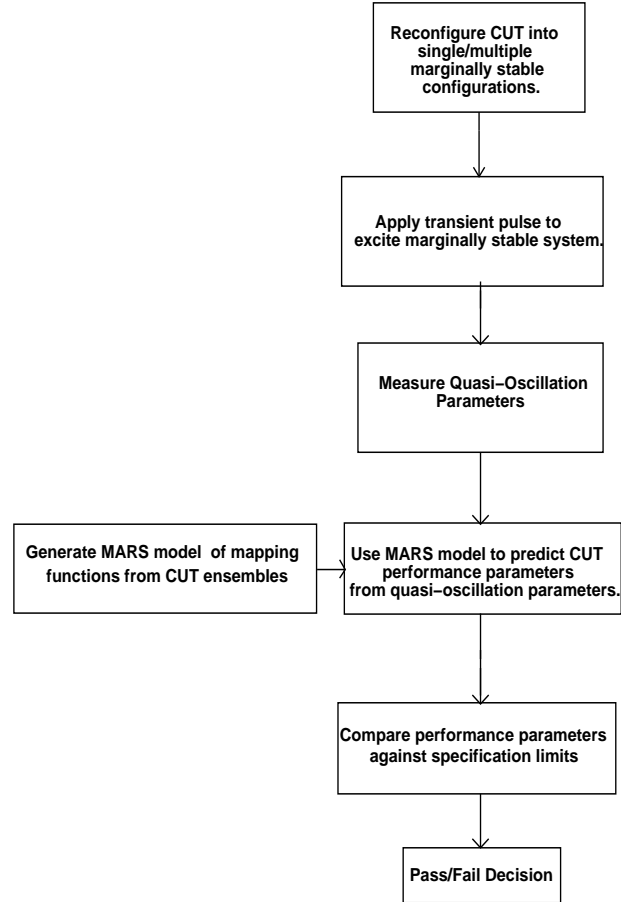 Reconfigure CUT into
single/multiple
marginally stable
configurations.
Apply transient pulse to
excite marginally stable system.
Measure Quasi−Oscillation
Parameters
Generate MARS model of mapping
functions from CUT ensembles
Use MARS model to predict CUT
performance parameters
from quasi−oscillation parameters.
Compare performance parameters
against specification limits
Pass/Fail Decision